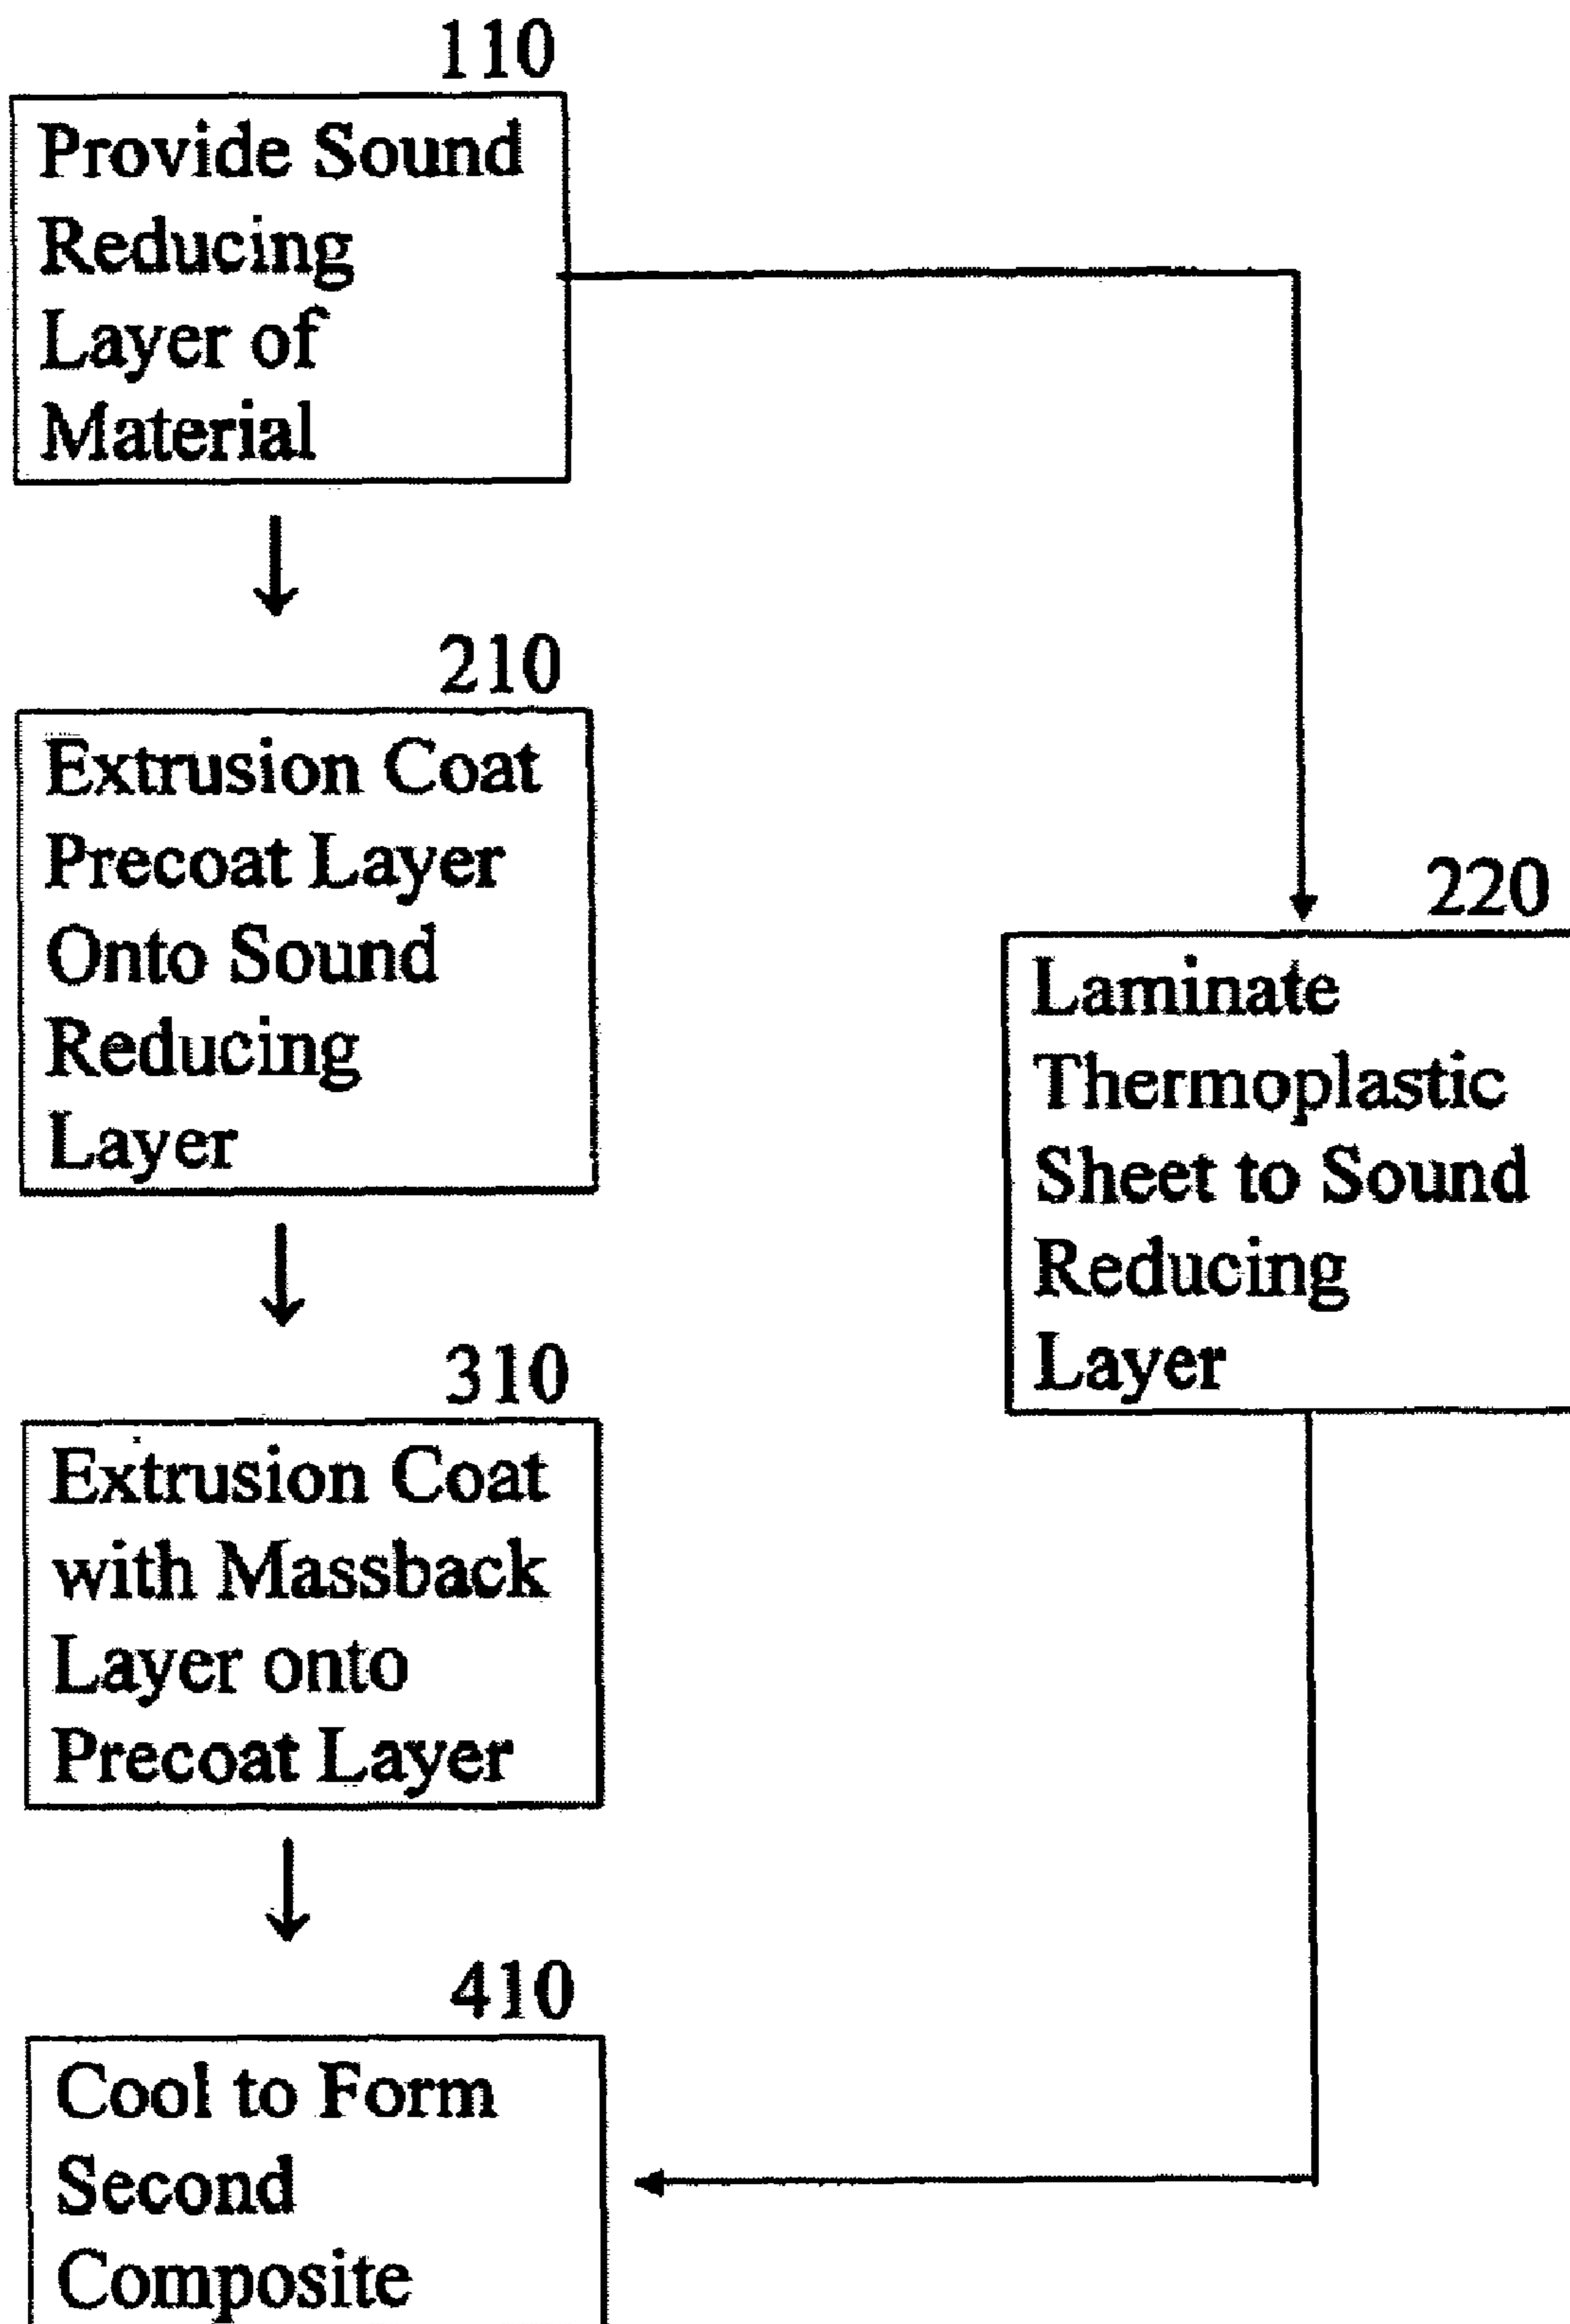 110
Provide Sound
Reducing
Layer of
Material
210
Extrusion Coat
Precoat Layer
Onto Sound
Reducing
Layer
220
Laminate
Thermoplastic
Sheet to Sound
Reducing
Layer
310
Extrusion Coat
with Massback
Layer onto
Precoat Layer
410
Cool to Form
Second
Composite